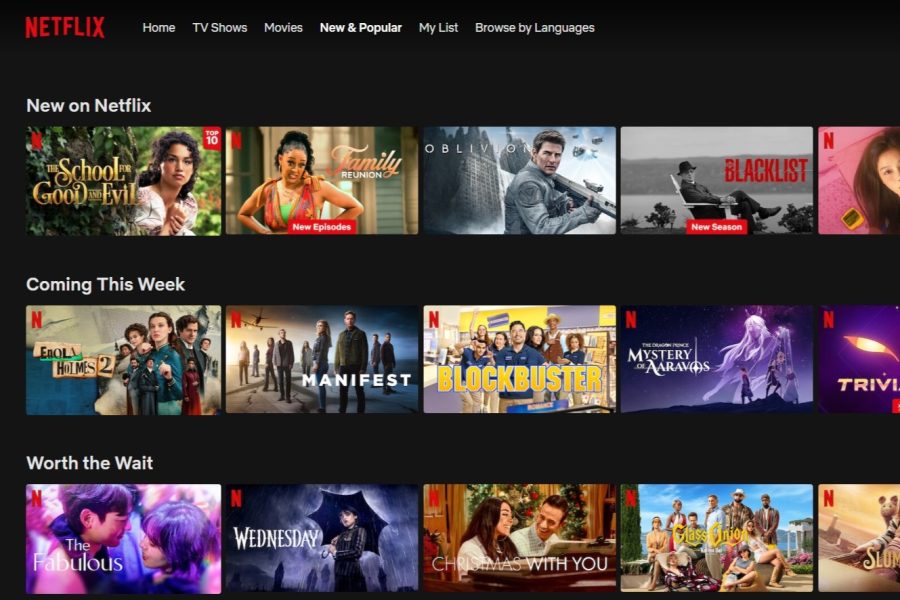 NETFLIX
Home TV Shows Movies New & Popular My List Browse by Languages
New on Netflix
N
TOP
10
THE SCHOOL FOR
GOOD AND EVIL
N
Family
REUNION
New Episodes
OBLIVION
THE
BLACKLIST
New Season
N
Coming This Week
N
ENOLA
HOLMES 2
N
MANIFEST
N
BLOCKBUSTER
N
THE DRAGON PRINCE
MYSTERY
OF AARAVOS
N
TRIVIA
Worth the Wait
N
The
Fabulous
N
WEDNESDAY
N
CHRISTMAS WITH YOU
N
Glass Onion
N
SLUM